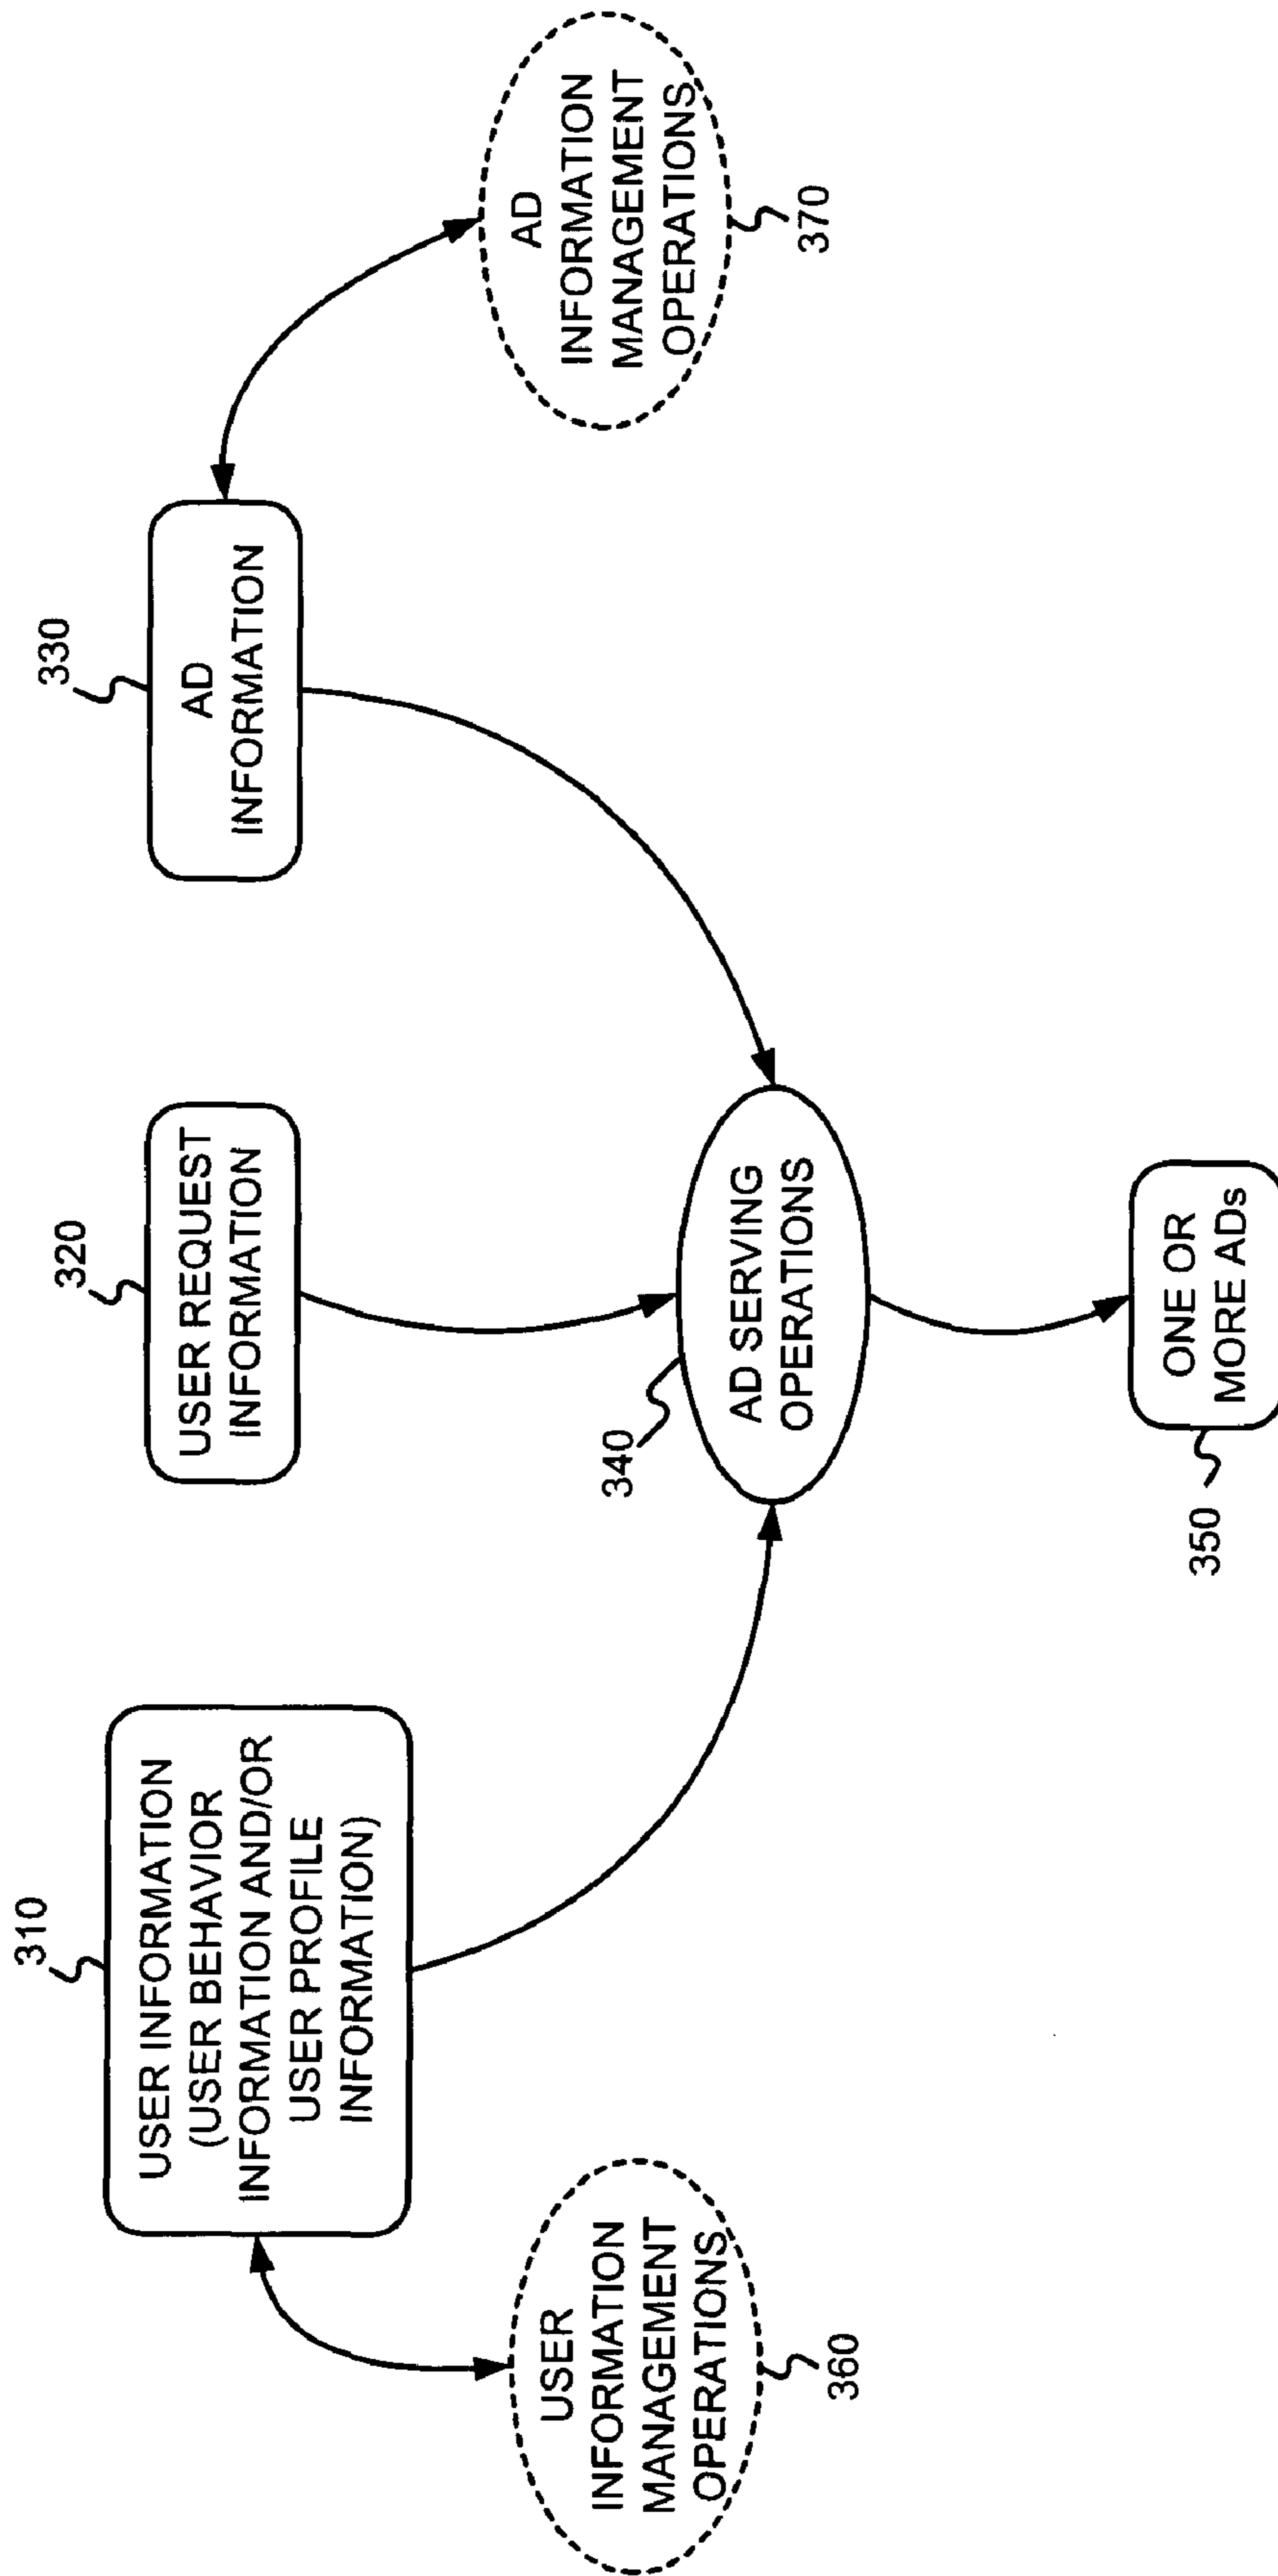 310
USER INFORMATION
(USER BEHAVIOR
INFORMATION AND/OR
USER PROFILE
INFORMATION)
320
USER REQUEST
INFORMATION
330
AD
INFORMATION
USER
INFORMATION
MANAGEMENT
OPERATIONS
360
340
AD SERVING
OPERATIONS
AD
INFORMATION
MANAGEMENT
OPERATIONS
370
350
ONE OR
MORE ADs